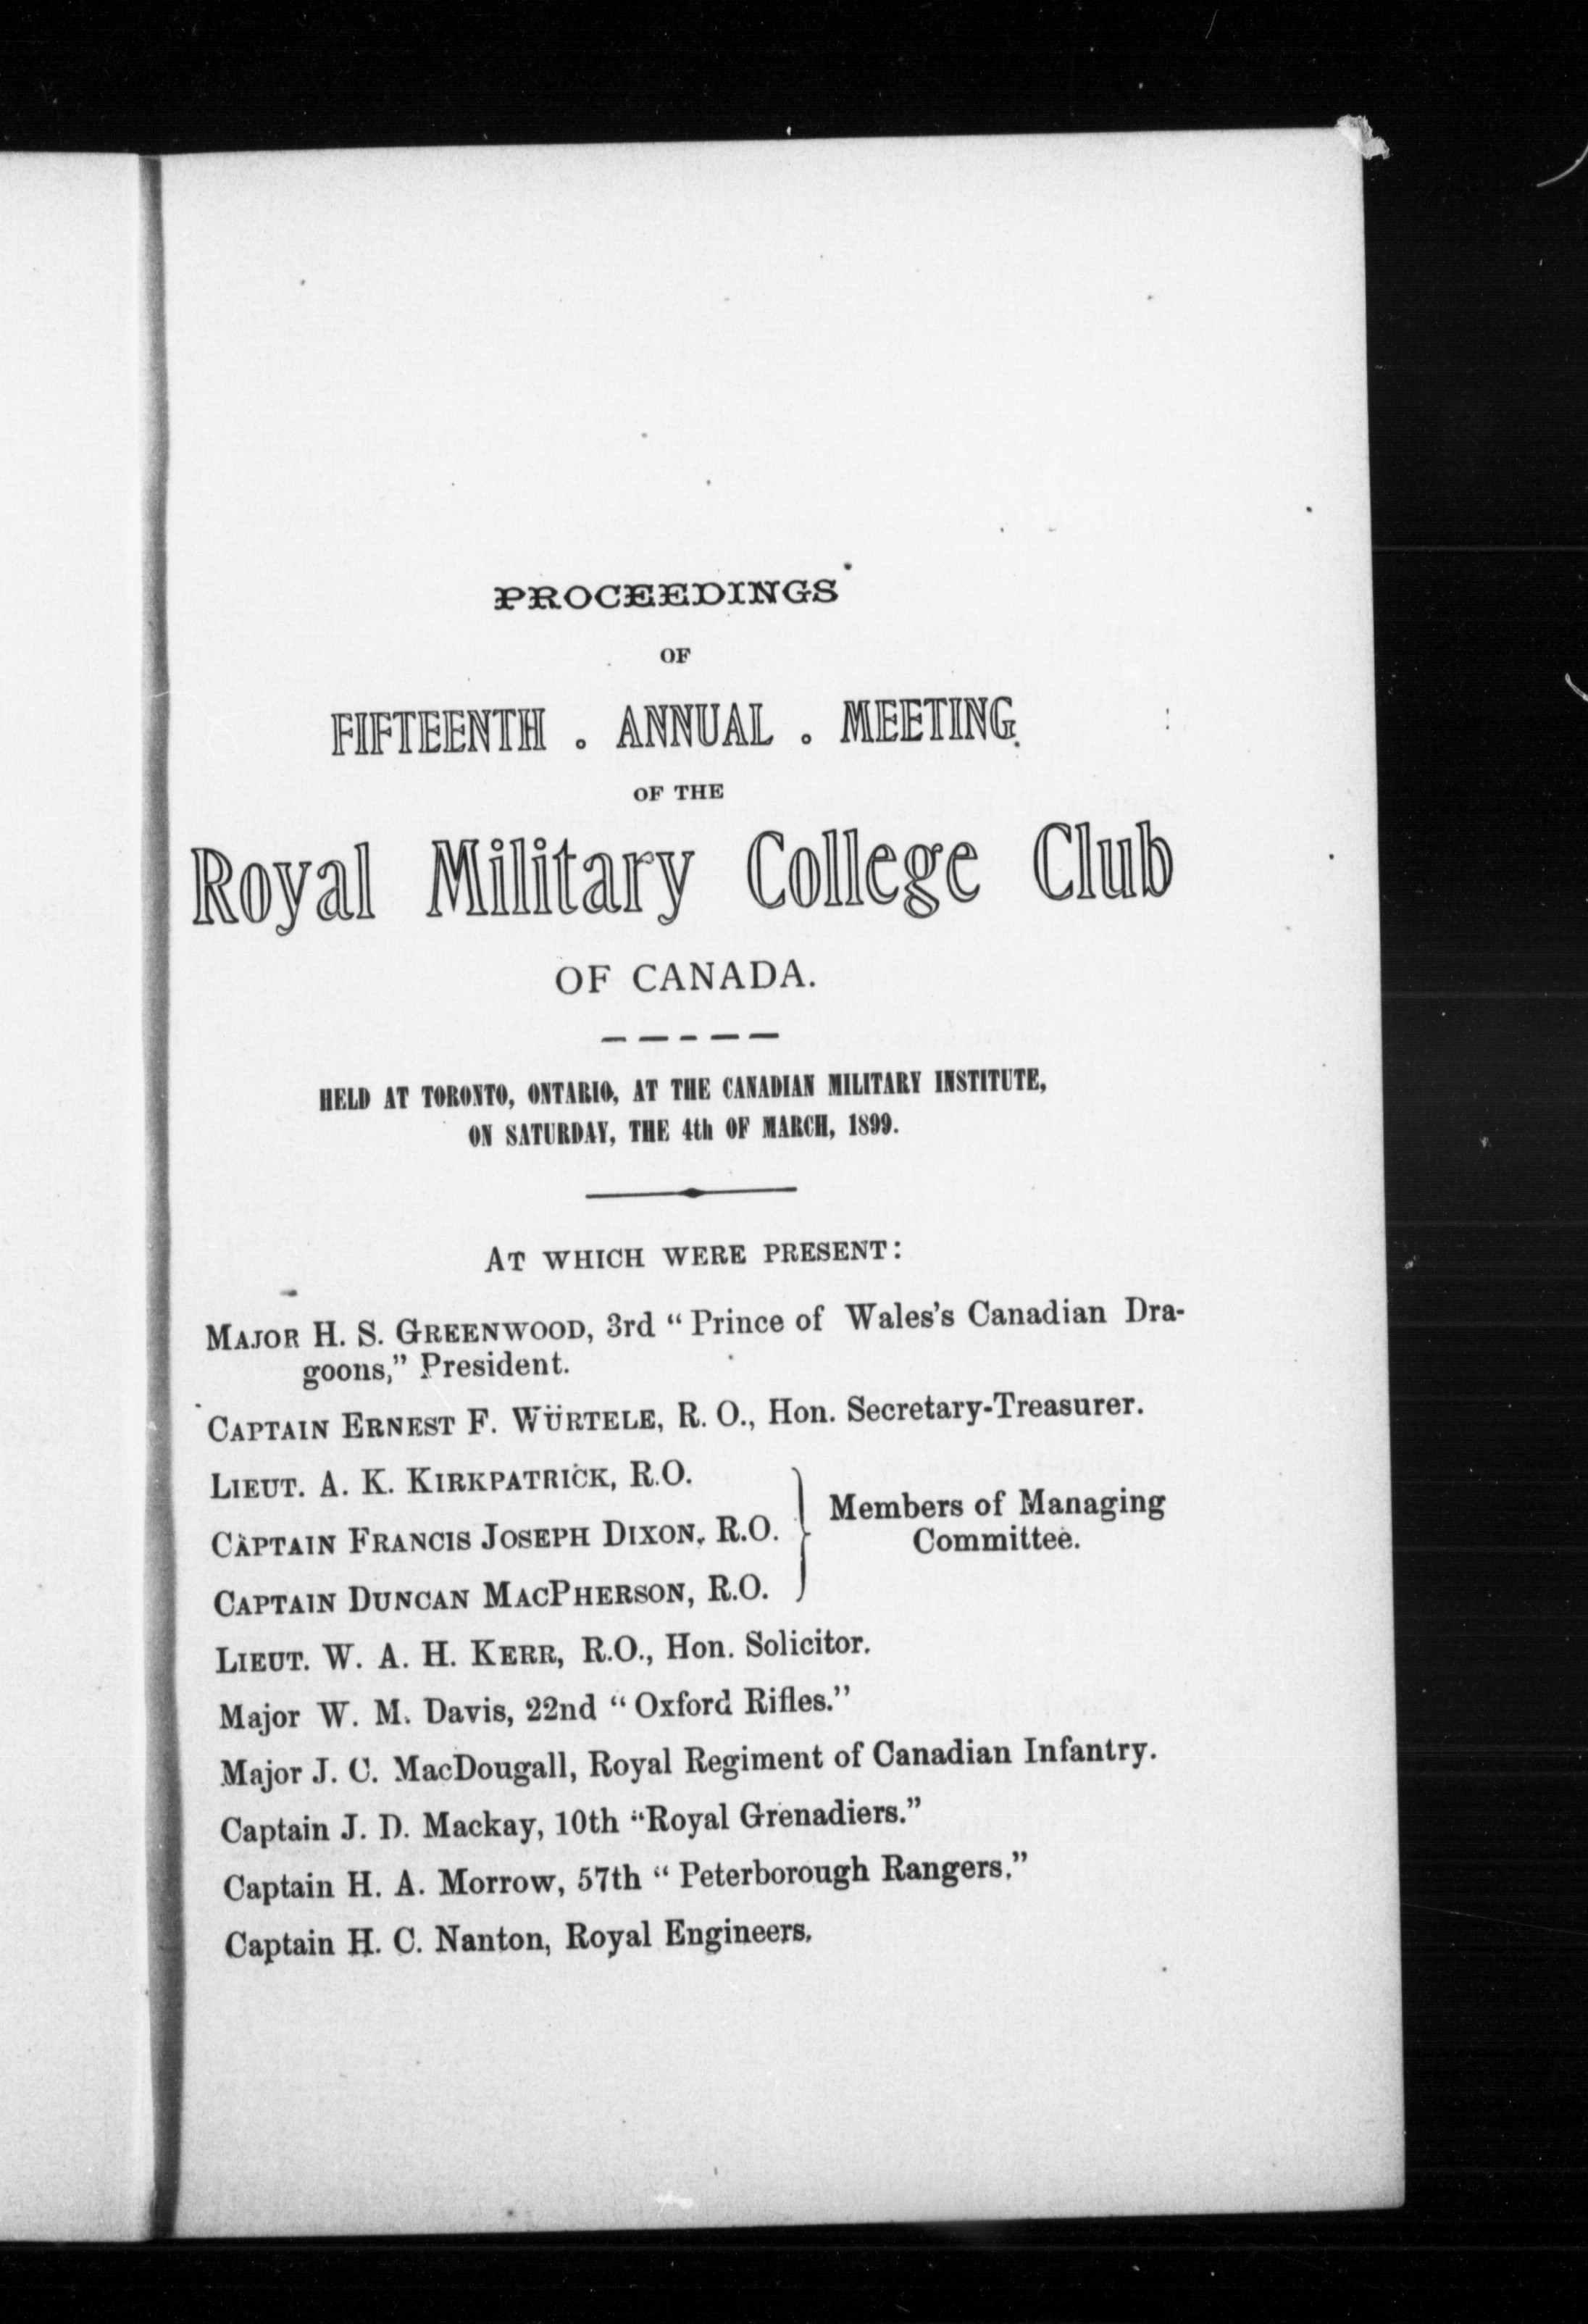 PROCEEDINGS
OF
FIFTEENTH . ANNUAL . MEETING
OF THE
Royal Military College Club
OF CANADA.
HELD AT TORONTO, ONTARIO, AT THE CANADIAN MILITARY INSTITUTE,
ON SATURDAY, THE 4th OF MARCH, 1899.
AT WHICH WERE PRESENT:
MAJOR H. S. GREENWOOD, 3rd "Prince of Wales's Canadian Dra-
goons," President.
CAPTAIN ERNEST F. WÜRTELE, R. O., Hon. Secretary-Treasurer.
LIEUT. A. K. KIRKPATRICK, R.O.
CAPTAIN FRANCIS JOSEPH DIXON, R.O.
CAPTAIN DUNCAN MACPHERSON, R.O.
Members of Managing
Committee.
LIEUT. W. A. H. KERR, R.O., Hon. Solicitor.
Major W. M. Davis, 22nd "Oxford Rifles."
Major J. C. MacDougall, Royal Regiment of Canadian Infantry.
Captain J. D. Mackay, 10th "Royal Grenadiers."
Captain H. A. Morrow, 57th "Peterborough Rangers."
Captain H. C. Nanton, Royal Engineers.